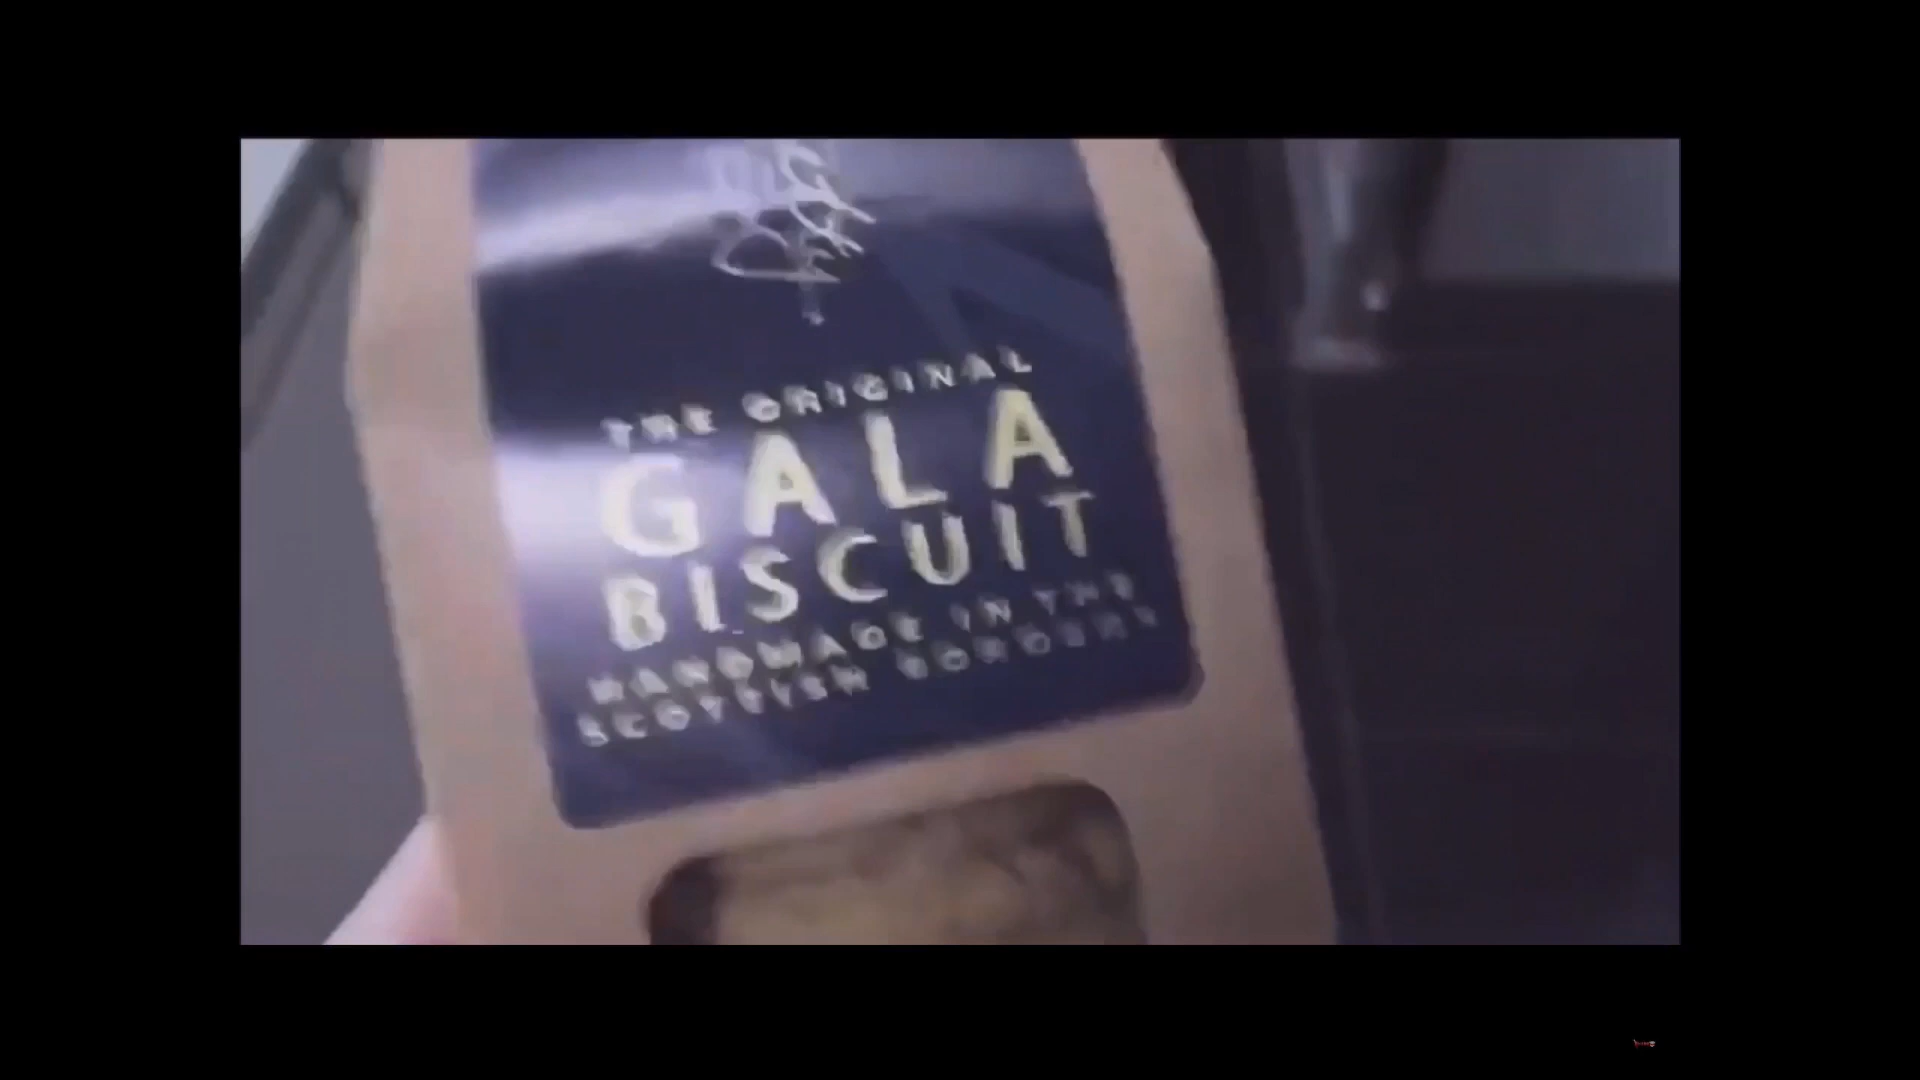 THE ORIGINAL
GALA
BISCUIT
HANDMADE IN THE
SCOTTISH BORDERS